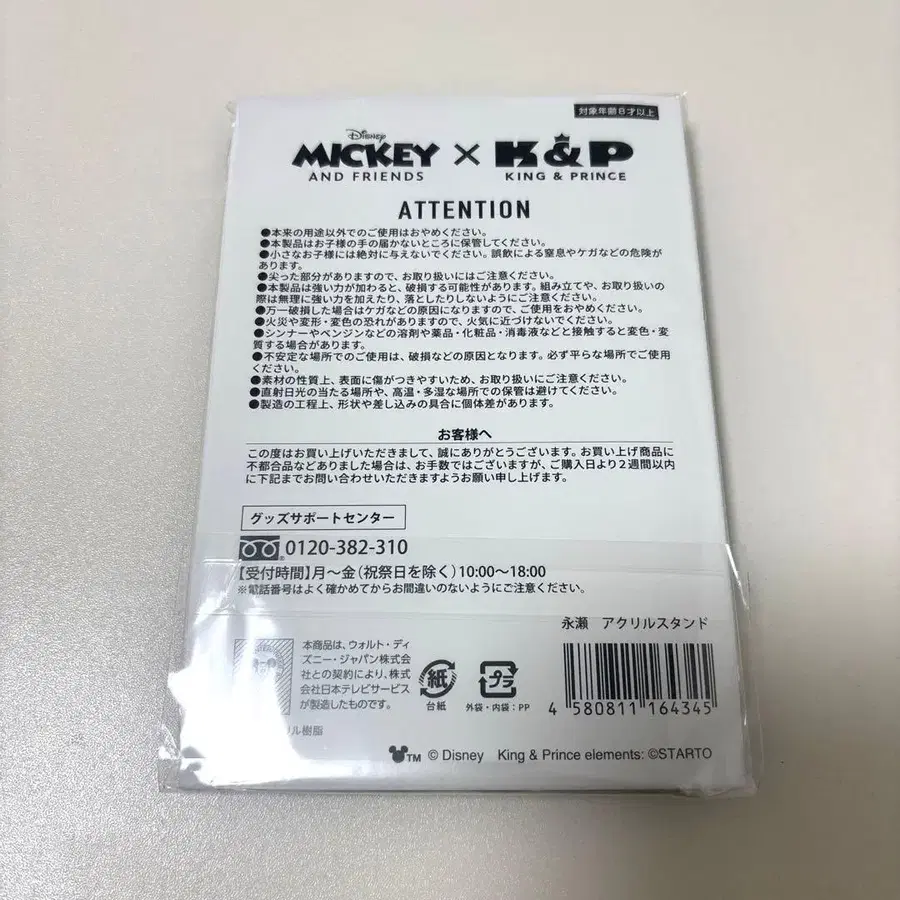 対象年齢8才以上
Disney
MICKEY × K&P
AND FRIENDS KING & PRINCE
ATTENTION
●本来の用途以外でのご使用はおやめください。
●本製品はお子様の手の届かないところに保管してください。
●小さなお子様には絶対に与えないでください。誤飲による窒息やケガなどの危険が
あります。
●尖った部分がありますので、お取り扱いにはご注意ください。
●本製品は強い力が加わると、破損する可能性があります。組み立てや、お取り扱いの
際は無理に強い力を加えたり、落としたりしないようにご注意ください。
●万一破損した場合はケガなどの原因になりますので、ご使用をおやめください。
●火災や変形・変色の恐れがありますので、火気に近づけないでください。
●シンナーやベンジンなどの溶剤や薬品・化粧品・消毒液などと接触すると変色・変
質する場合があります。
●不安定な場所でのご使用は、破損などの原因となります。必ず平らな場所でご使用
ください。
●素材の性質上、表面に傷がつきやすいため、お取り扱いにご注意ください。
●直射日光の当たる場所や、高温・多湿な場所での保管は避けてください。
●製造の工程上、形状や差し込みの具合に個体差があります。
お客様へ
この度はお買い上げいただきまして、誠にありがとうございます。お買い上げ商品に
不都合品などありました場合は、お手数ではございますが、ご購入日より2週間以内
に下記までお問い合わせいただきますようお願い申し上げます。
グッズサポートセンター
0120-382-310
【受付時間】月〜金(祝祭日を除く)10:00〜18:00
※電話番号はよく確かめてからお間違いのないようにご注意ください。
永瀬 アクリルスタンド
本商品は、ウォルト・ディ
ズニー・ジャパン株式会
社との契約により、株式
会社日本テレビサービス
が製造したものです。
紙
台紙
プラ
外袋・内袋:PP
4 580811 164345
ル樹脂
TM © Disney King & Prince elements: ©STARTO